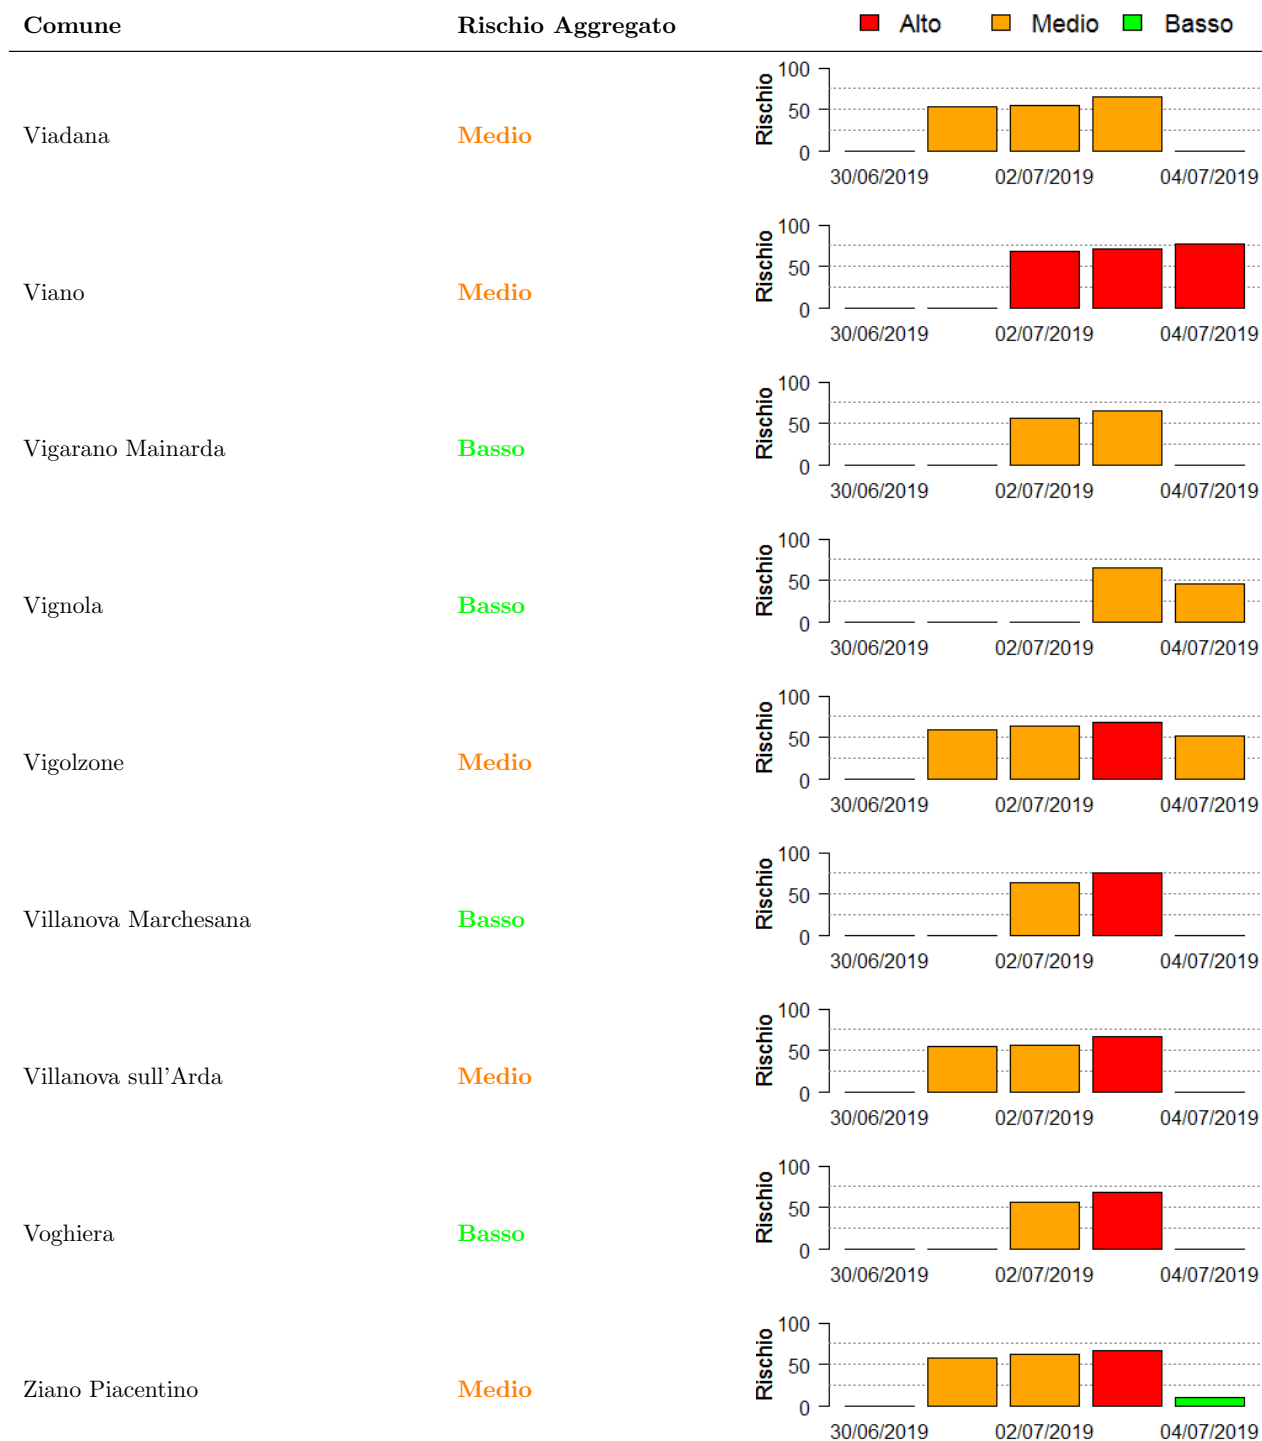 Comune Rischio Aggregato Alto Medio Basso
Viadana Medio
Rischio
100
50
0
30/06/2019 02/07/2019 04/07/2019
Viano Medio
Rischio
100
50
0
30/06/2019 02/07/2019 04/07/2019
Vigarano Mainarda Basso
Rischio
100
50
0
30/06/2019 02/07/2019 04/07/2019
Vignola Basso
Rischio
100
50
0
30/06/2019 02/07/2019 04/07/2019
Vigolzone Medio
Rischio
100
50
0
30/06/2019 02/07/2019 04/07/2019
Villanova Marchesana Basso
Rischio
100
50
0
30/06/2019 02/07/2019 04/07/2019
Villanova sull'Arda Medio
Rischio
100
50
0
30/06/2019 02/07/2019 04/07/2019
Voghiera Basso
Rischio
100
50
0
30/06/2019 02/07/2019 04/07/2019
Ziano Piacentino Medio
Rischio
100
50
0
30/06/2019 02/07/2019 04/07/2019